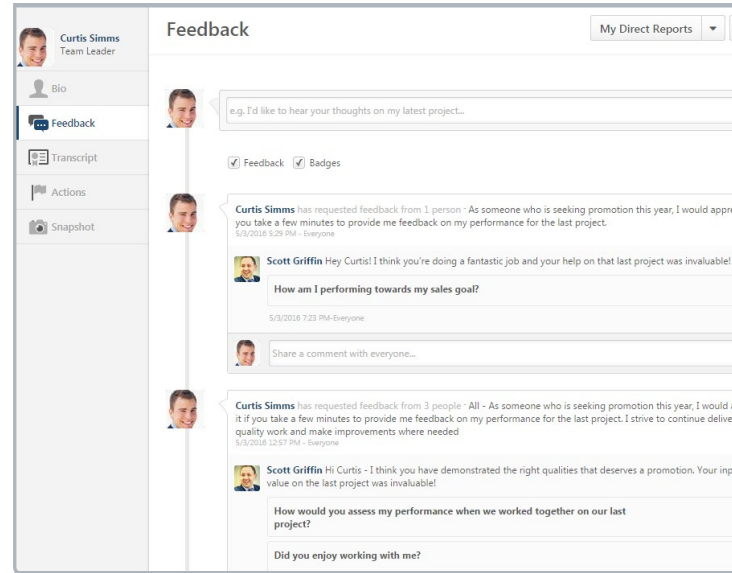 Curtis Simms
Team Leader
Bio
Feedback
Transcript
Actions
Snapshot
Feedback
My Direct Reports
e.g. I'd like to hear your thoughts on my latest project...
Feedback Badges
Curtis Simms has requested feedback from 1 person - As someone who is seeking promotion this year, I would appre
you take a few minutes to provide me feedback on my performance for the last project.
5/3/2016 5:29 PM - Everyone
Scott Griffin Hey Curtis! I think you're doing a fantastic job and your help on that last project was invaluable!
How am I performing towards my sales goal?
5/3/2016 7:23 PM-Everyone
Share a comment with everyone...
Curtis Simms has requested feedback from 3 people - All - As someone who is seeking promotion this year, I would
it if you take a few minutes to provide me feedback on my performance for the last project. I strive to continue delive
quality work and make improvements where needed
5/3/2016 12:57 PM - Everyone
Scott Griffin Hi Curtis - I think you have demonstrated the right qualities that deserves a promotion. Your inp
value on the last project was invaluable!
How would you assess my performance when we worked together on our last
project?
Did you enjoy working with me?